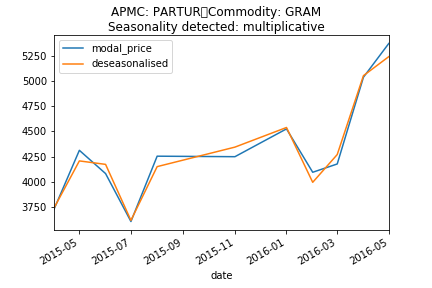 APMC: PARTUR▯Commodity: GRAM
Seasonality detected: multiplicative
modal_price
deseasonalised
5250
5000
4750
4500
4250
4000
3750
2015-05
2015-07
2015-09
2015-11
2016-01
2016-03
2016-05
date